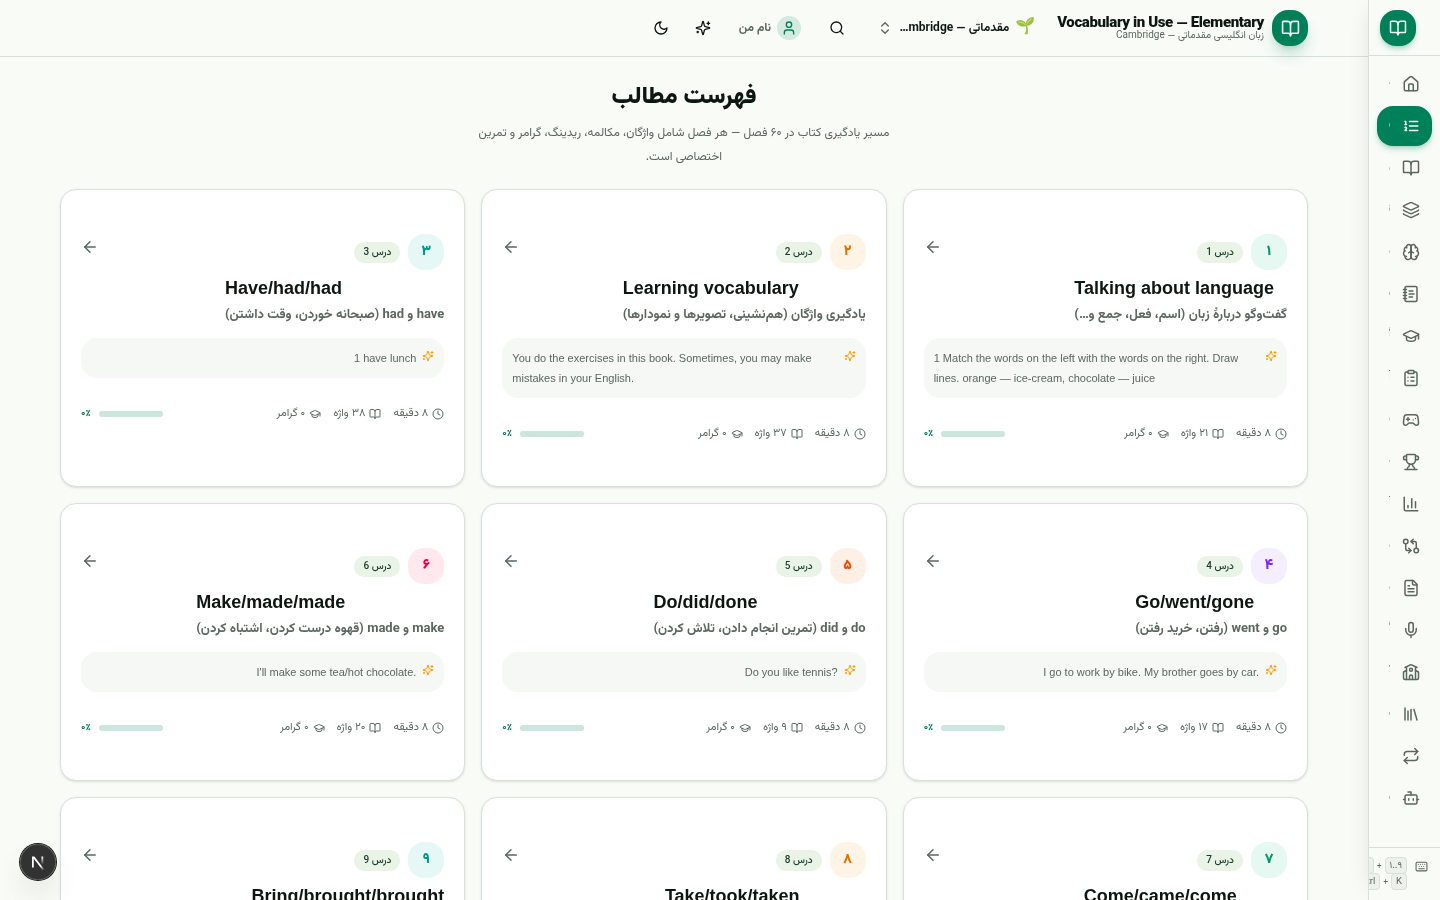 Vocabulary in Use — Elementary
زبان انگلیسی مقدماتی — Cambridge
🌱 مقدماتی — mbridge...
نام من
فهرست مطالب
مسیر یادگیری کتاب در ۶۰ فصل — هر فصل شامل واژگان، مکالمه، ریدینگ، گرامر و تمرین
اختصاصی است.
۱
درس 1
Talking about language
گفت‌وگو دربارهٔ زبان (اسم، فعل، جمع و…)
1 Match the words on the left with the words on the right. Draw
lines. orange — ice-cream, chocolate — juice
۸ دقیقه ۲۱ واژه ۰ گرامر ۰٪
۲
درس 2
Learning vocabulary
یادگیری واژگان (هم‌نشینی، تصویرها و نمودارها)
You do the exercises in this book. Sometimes, you may make
mistakes in your English.
۸ دقیقه ۳۷ واژه ۰ گرامر ۰٪
۳
درس 3
Have/had/had
have و had (صبحانه خوردن، وقت داشتن)
1 have lunch
۸ دقیقه ۳۸ واژه ۰ گرامر ۰٪
۴
درس 4
Go/went/gone
go و went (رفتن، خرید رفتن)
I go to work by bike. My brother goes by car.
۸ دقیقه ۱۷ واژه ۰ گرامر ۰٪
۵
درس 5
Do/did/done
do و did (تمرین انجام دادن، تلاش کردن)
Do you like tennis?
۸ دقیقه ۹ واژه ۰ گرامر ۰٪
۶
درس 6
Make/made/made
make و made (قهوه درست کردن، اشتباه کردن)
I'll make some tea/hot chocolate.
۸ دقیقه ۲۰ واژه ۰ گرامر ۰٪
۷
درس 7
Come/came/come
۸
درس 8
Take/took/taken
۹
درس 9
Bring/brought/brought
+ ۱..۹
+ K
N